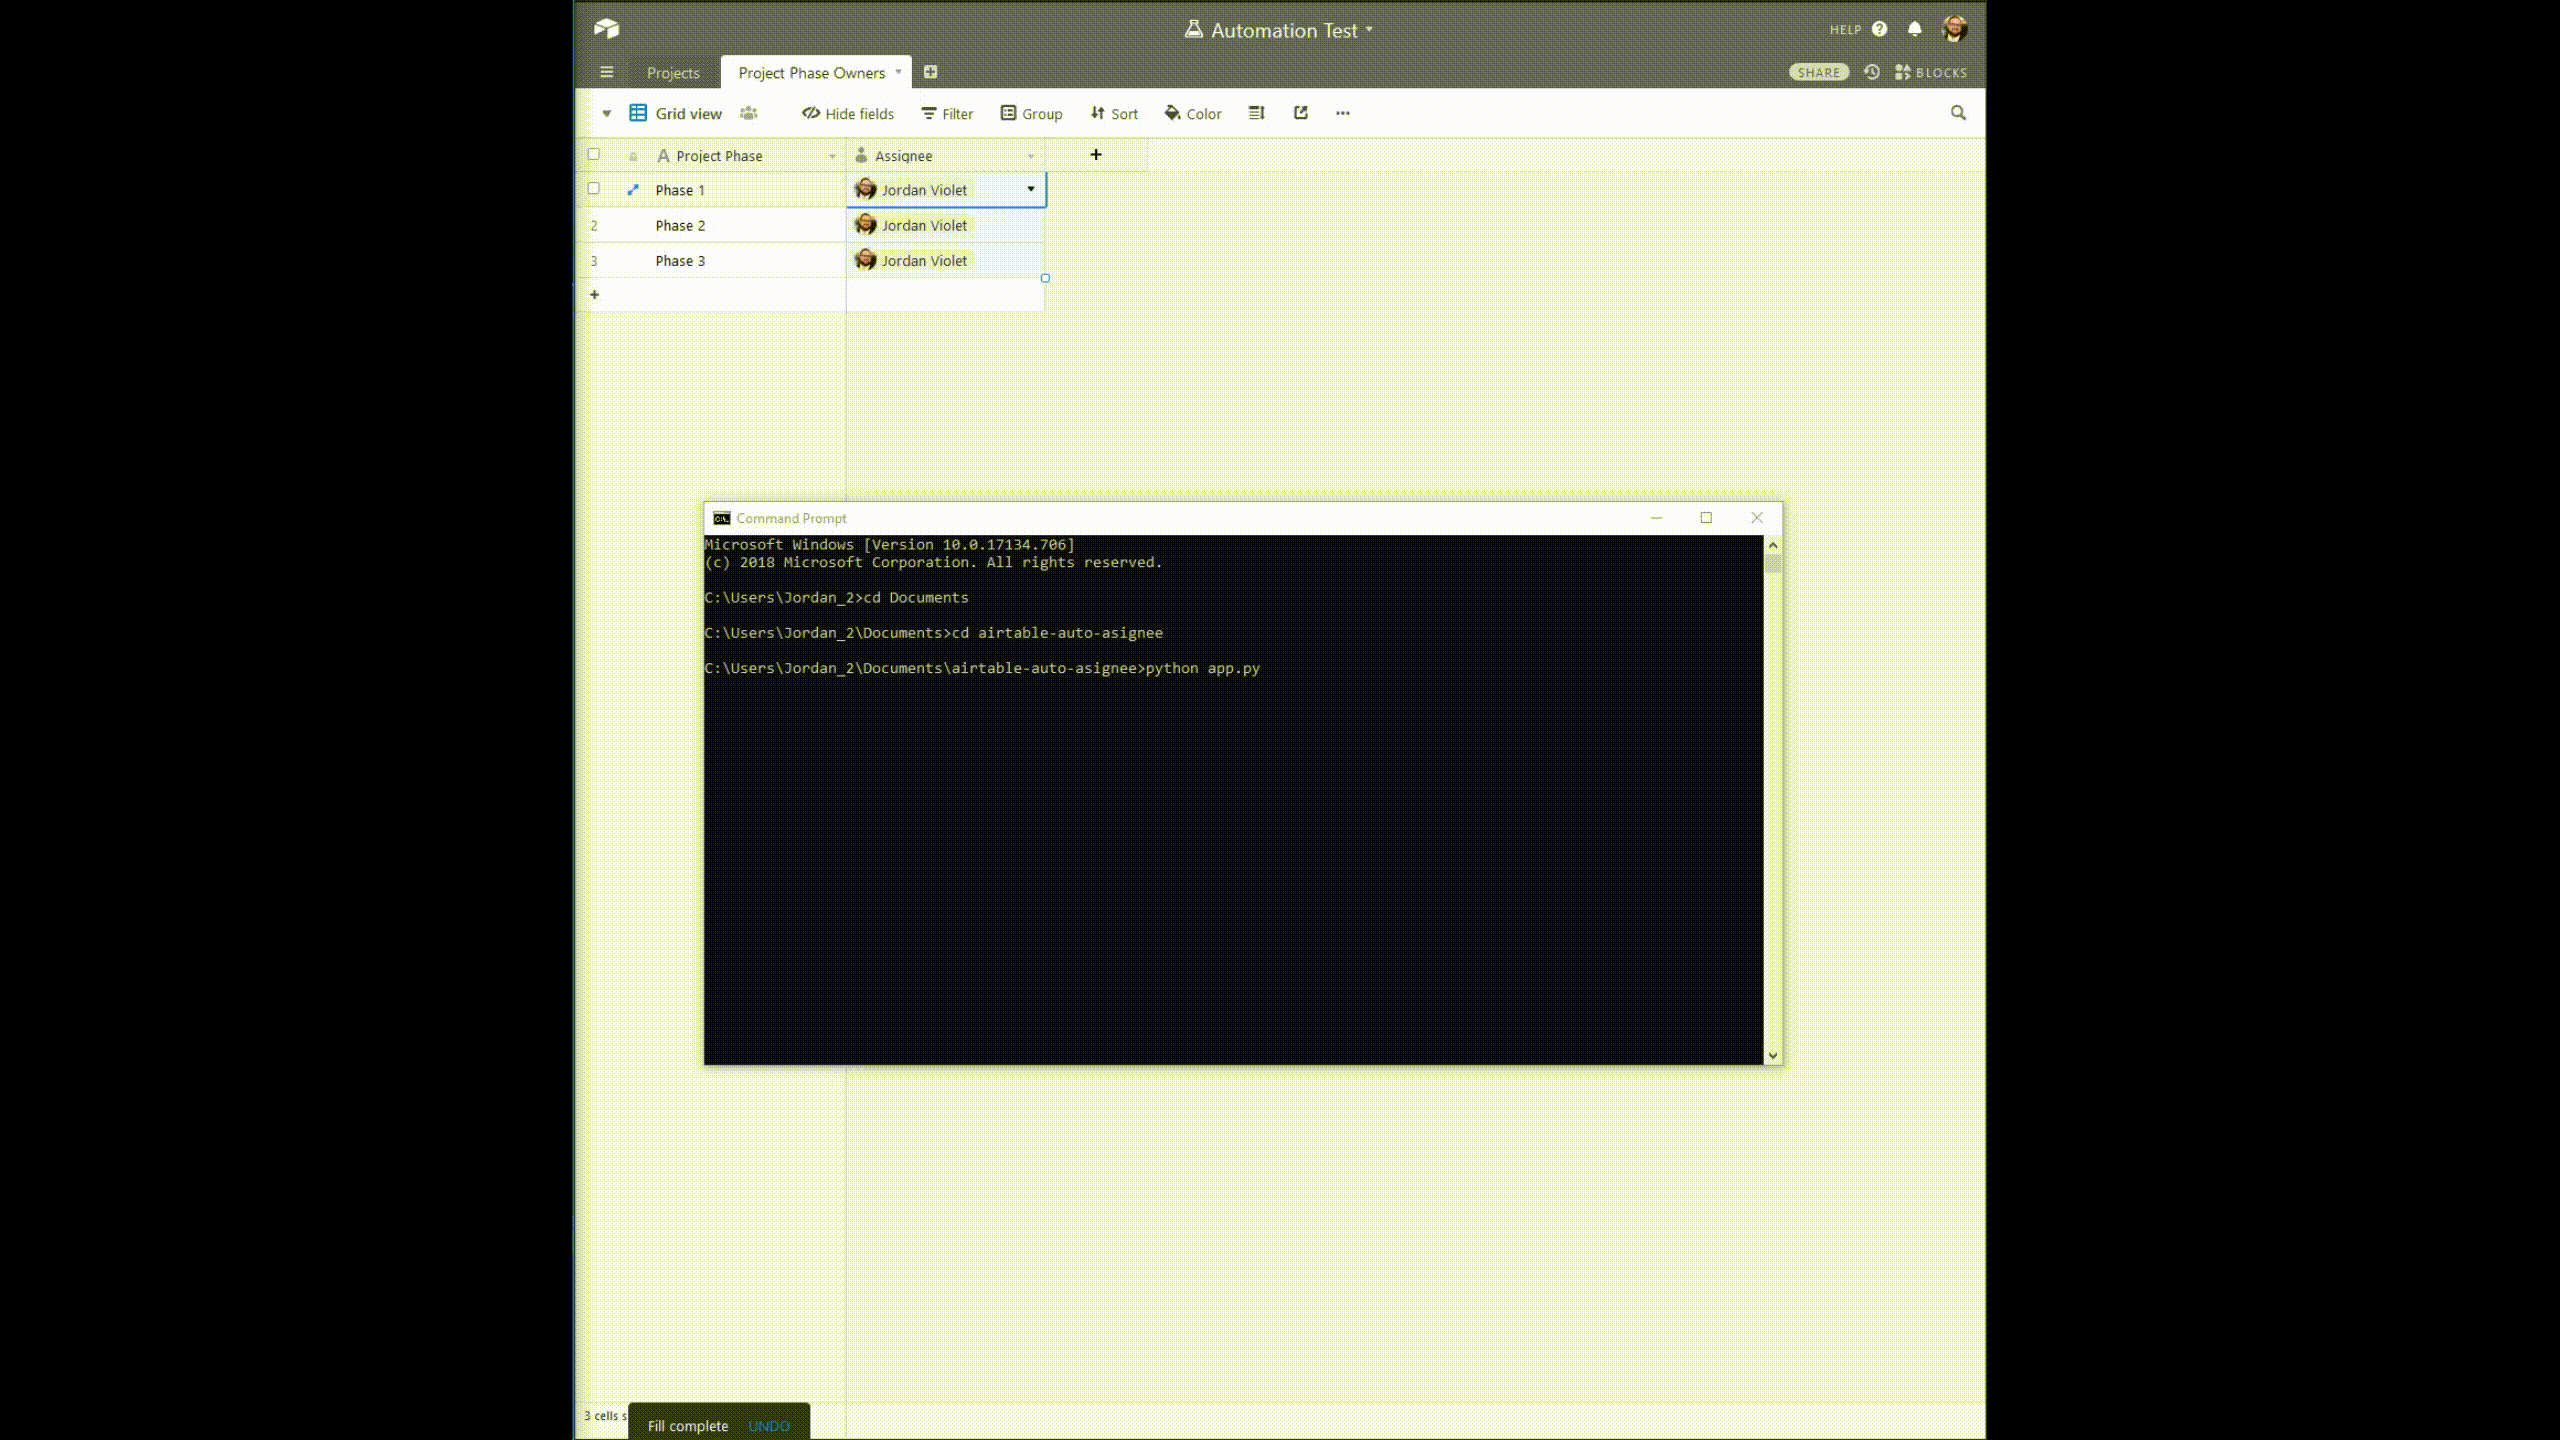 Automation Test
HELP
Projects
Project Phase Owners
SHARE
BLOCKS
Grid view
Hide fields
Filter
Group
Sort
Color
Project Phase
Assignee
Phase 1
Jordan Violet
2
Phase 2
Jordan Violet
3
Phase 3
Jordan Violet
Command Prompt
Microsoft Windows [Version 10.0.17134.706]
(c) 2018 Microsoft Corporation. All rights reserved.
C:\Users\Jordan_2>cd Documents
C:\Users\Jordan_2\Documents>cd airtable-auto-asignee
C:\Users\Jordan_2\Documents\airtable-auto-asignee>python app.py
3 cells s
Fill complete UNDO